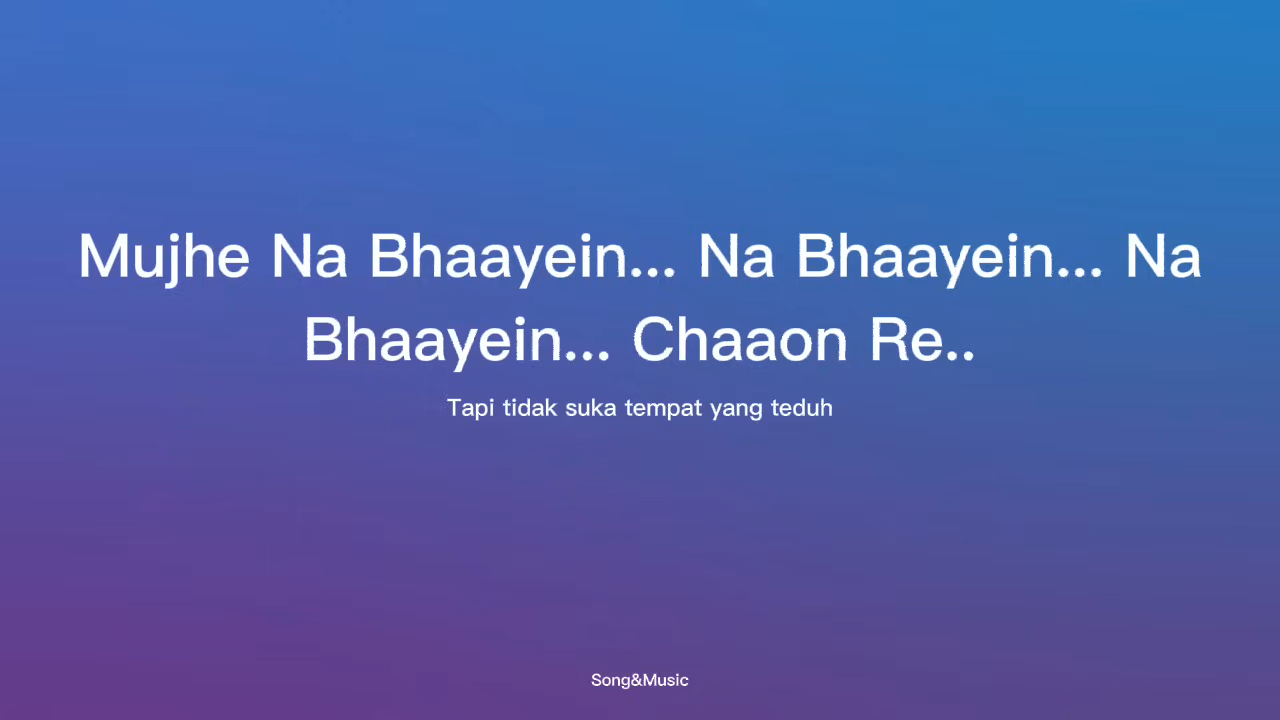 Mujhe Na Bhaayein... Na Bhaayein... Na
Bhaayein... Chaaon Re..
Tapi tidak suka tempat yang teduh
Song&Music